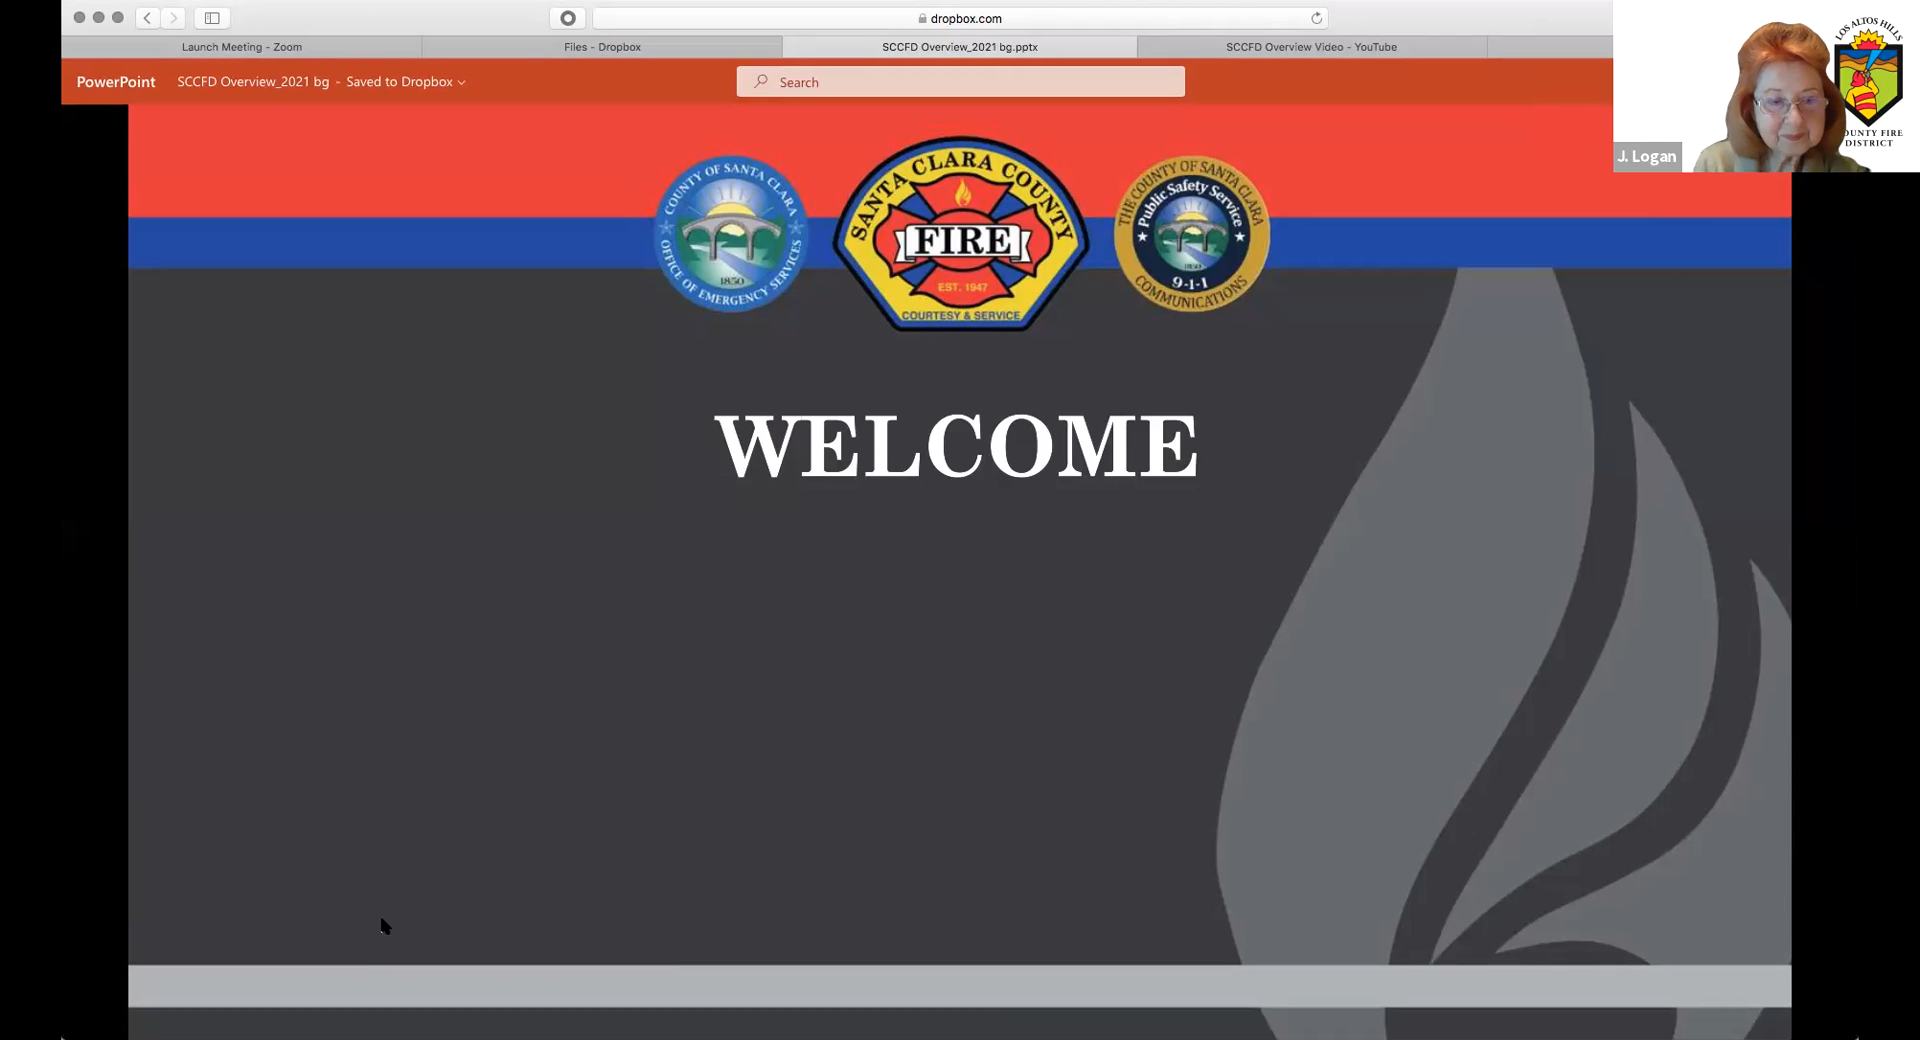 dropbox.com
Launch Meeting - Zoom
Files - Dropbox
SCCFD Overview_2021 bg.pptx
SCCFD Overview Video - YouTube
PowerPoint
SCCFD Overview_2021 bg - Saved to Dropbox
Search
J. Logan
LOS ALTOS HILLS
OUNTY FIRE
DISTRICT
COUNTY OF SANTA CLARA
1850
OFFICE OF EMERGENCY SERVICES
SANTA CLARA COUNTY
FIRE
EST. 1947
COURTESY & SERVICE
THE COUNTY OF SANTA CLARA
Public Safety Service
1850
9-1-1
COMMUNICATIONS
WELCOME